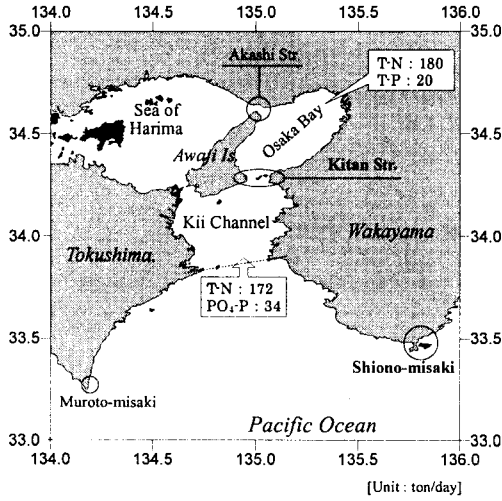 134.0 134.5 135.0 135.5 136.0
35.0 35.0
Akashi Str.
T-N : 180
T-P : 20
Sea of
Harima
Osaka Bay
34.5 34.5
Awaji Is.
Kitan Str.
Kii Channel
34.0 34.0
Tokushima.
Wakayama
T-N : 172
PO₄-P : 34
33.5 33.5
Shiono-misaki
Muroto-misaki
Pacific Ocean
33.0 33.0
134.0 134.5 135.0 135.5 136.0
[Unit : ton/day]